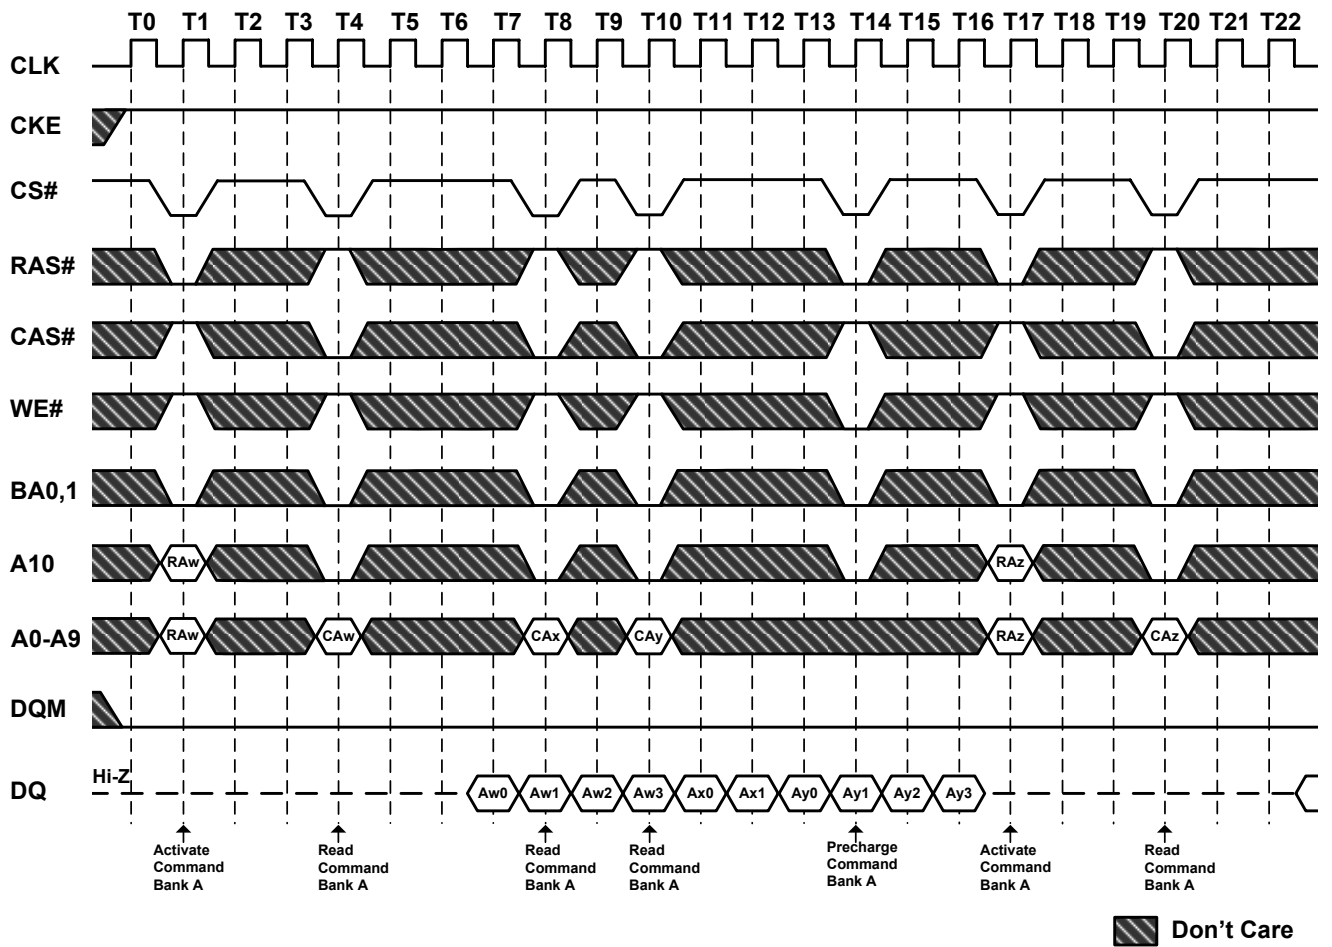 T0 T1 T2 T3 T4 T5 T6 T7 T8 T9 T10 T11 T12 T13 T14 T15 T16 T17 T18 T19 T20 T21 T22
CLK
CKE
CS#
RAS#
CAS#
WE#
BA0,1
A10 RAw RAz
A0-A9 RAw CAw CAx CAy RAz CAz
DQM
Hi-Z
DQ Aw0 Aw1 Aw2 Aw3 Ax0 Ax1 Ay0 Ay1 Ay2 Ay3
Activate
Command
Bank A
Read
Command
Bank A
Read
Command
Bank A
Read
Command
Bank A
Precharge
Command
Bank A
Activate
Command
Bank A
Read
Command
Bank A
Don't Care